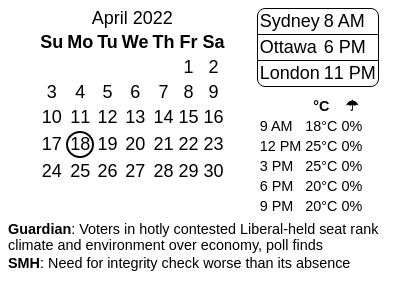 April 2022
Su Mo Tu We Th Fr Sa
1 2
3 4 5 6 7 8 9
10 11 12 13 14 15 16
17 18 19 20 21 22 23
24 25 26 27 28 29 30
Sydney 8 AM
Ottawa 6 PM
London 11 PM
°C ☂
9 AM 18°C 0%
12 PM 25°C 0%
3 PM 25°C 0%
6 PM 20°C 0%
9 PM 20°C 0%
Guardian: Voters in hotly contested Liberal-held seat rank
climate and environment over economy, poll finds
SMH: Need for integrity check worse than its absence